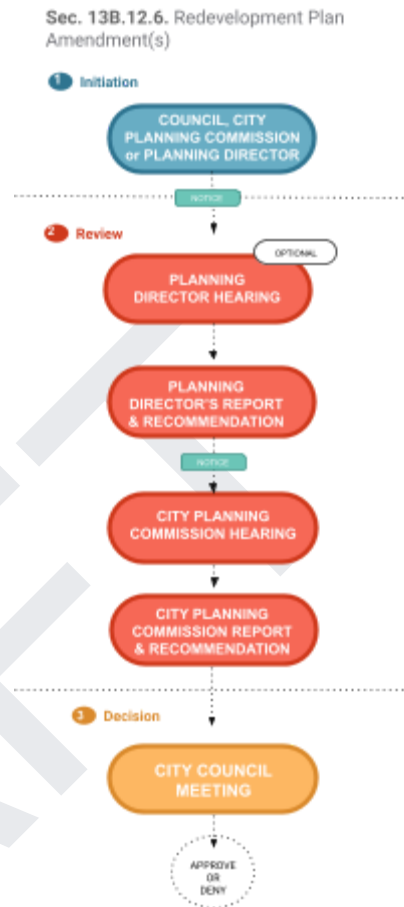 Sec. 13B.12.6. Redevelopment Plan
Amendment(s)
1 Initiation
COUNCIL, CITY
PLANNING COMMISSION
or PLANNING DIRECTOR
NOTICE
2 Review
OPTIONAL
PLANNING
DIRECTOR HEARING
PLANNING
DIRECTOR'S REPORT
& RECOMMENDATION
NOTICE
CITY PLANNING
COMMISSION HEARING
CITY PLANNING
COMMISSION REPORT
& RECOMMENDATION
3 Decision
CITY COUNCIL
MEETING
APPROVE
OR
DENY